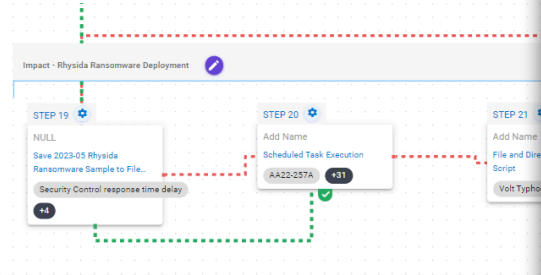 Impact - Rhysida Ransomware Deployment
STEP 19
NULL
Save 2023-05 Rhysida
Ransomware Sample to File...
Security Control response time delay
+4
STEP 20
Add Name
Scheduled Task Execution
AA22-257A +31
STEP 21
Add Name
File and Dire
Script
Volt Typho